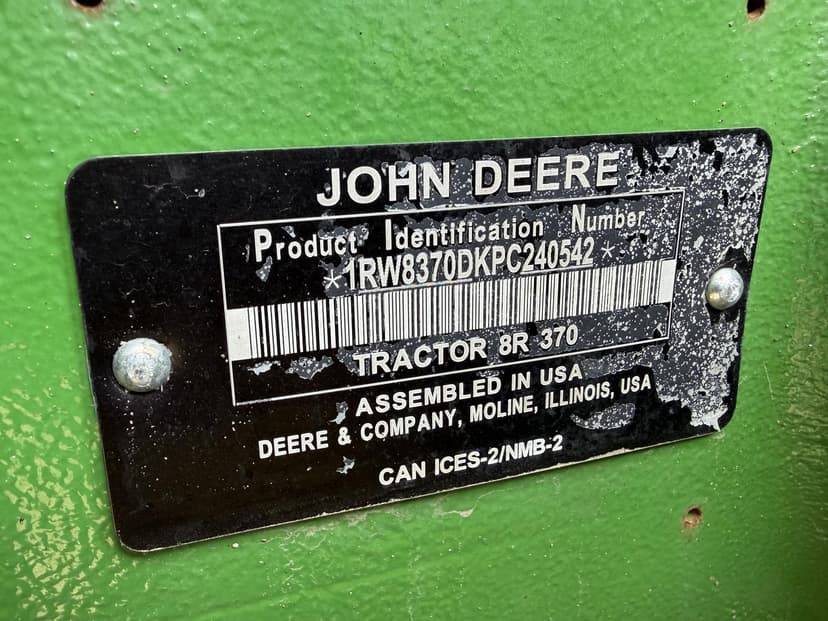 JOHN DEERE
Product Identification Number
*1RW8370DKPC240542*
TRACTOR 8R 370
ASSEMBLED IN USA
DEERE & COMPANY, MOLINE, ILLINOIS, USA
CAN ICES-2/NMB-2